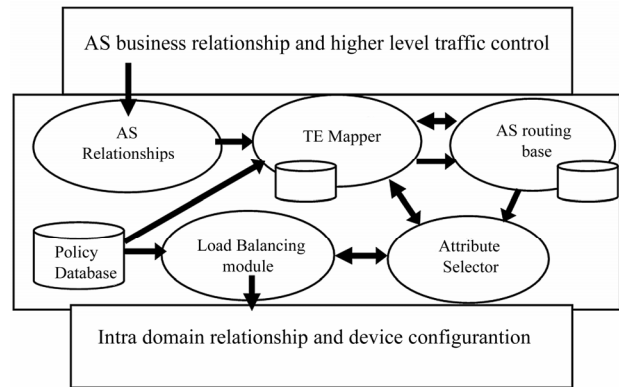 AS business relationship and higher level traffic control
AS
Relationships
TE Mapper
AS routing
base
Policy
Database
Load Balancing
module
Attribute
Selector
Intra domain relationship and device configurantion